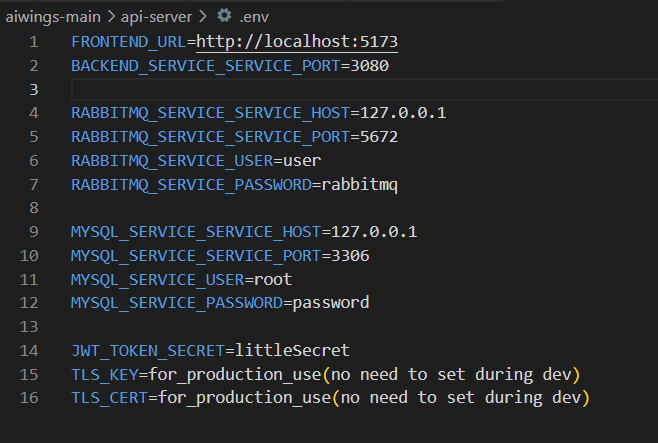 aiwings-main > api-server > .env
1 FRONTEND_URL=http://localhost:5173
2 BACKEND_SERVICE_SERVICE_PORT=3080
3
4 RABBITMQ_SERVICE_SERVICE_HOST=127.0.0.1
5 RABBITMQ_SERVICE_SERVICE_PORT=5672
6 RABBITMQ_SERVICE_USER=user
7 RABBITMQ_SERVICE_PASSWORD=rabbitmq
8
9 MYSQL_SERVICE_SERVICE_HOST=127.0.0.1
10 MYSQL_SERVICE_SERVICE_PORT=3306
11 MYSQL_SERVICE_USER=root
12 MYSQL_SERVICE_PASSWORD=password
13
14 JWT_TOKEN_SECRET=littleSecret
15 TLS_KEY=for_production_use(no need to set during dev)
16 TLS_CERT=for_production_use(no need to set during dev)